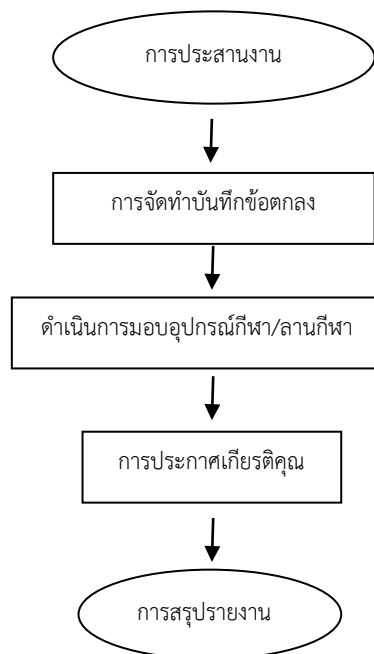 การประสานงาน
การจัดทำบันทึกข้อตกลง
ดำเนินการมอบอุปกรณ์กีฬา/ลานกีฬา
การประกาศเกียรติคุณ
การสรุปรายงาน